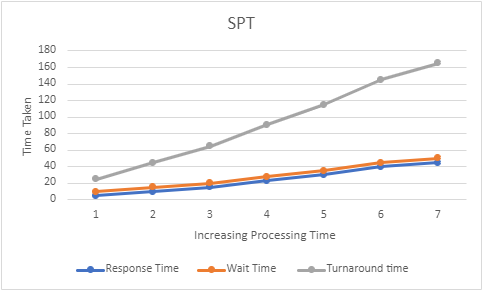 SPT
180
160
140
120
100
80
60
40
20
0
Time Taken
1 2 3 4 5 6 7
Increasing Processing Time
Response Time Wait Time Turnaround time